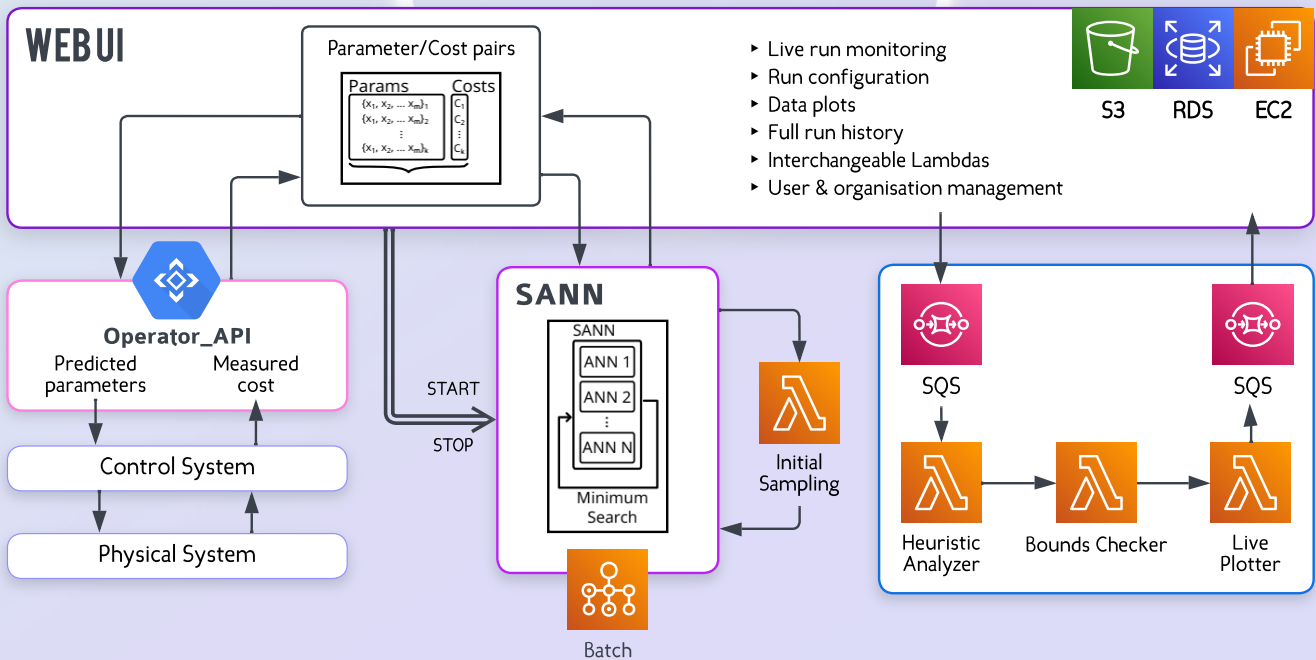 WEB UI
Parameter/Cost pairs
Params Costs
{x₁, x₂, ... xₘ}₁ C₁
{x₁, x₂, ... xₘ}₂ C₂
⋮ ⋮
{x₁, x₂, ... xₘ}ₖ Cₖ
‣ Live run monitoring
‣ Run configuration
‣ Data plots
‣ Full run history
‣ Interchangeable Lambdas
‣ User & organisation management
S3 RDS EC2
Operator_API
Predicted
parameters
Measured
cost
Control System
Physical System
START
STOP
SANN
SANN
ANN 1
ANN 2
⋮
ANN N
Minimum
Search
Batch
Initial
Sampling
SQS
SQS
Heuristic
Analyzer
Bounds Checker
Live
Plotter